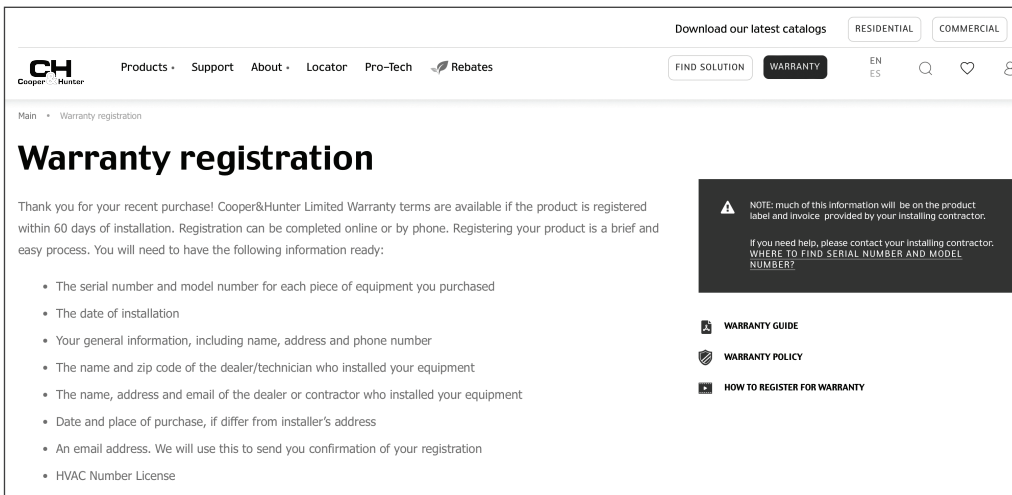 Download our latest catalogs RESIDENTIAL COMMERCIAL
CH
Cooper & Hunter
Products Support About Locator Pro-Tech Rebates FIND SOLUTION WARRANTY EN
ES
Main • Warranty registration
Warranty registration
Thank you for your recent purchase! Cooper&Hunter Limited Warranty terms are available if the product is registered
within 60 days of installation. Registration can be completed online or by phone. Registering your product is a brief and
easy process. You will need to have the following information ready:
• The serial number and model number for each piece of equipment you purchased
• The date of installation
• Your general information, including name, address and phone number
• The name and zip code of the dealer/technician who installed your equipment
• The name, address and email of the dealer or contractor who installed your equipment
• Date and place of purchase, if differ from installer's address
• An email address. We will use this to send you confirmation of your registration
• HVAC Number License
NOTE: much of this information will be on the product
label and invoice provided by your installing contractor.
If you need help, please contact your installing contractor.
WHERE TO FIND SERIAL NUMBER AND MODEL
NUMBER?
WARRANTY GUIDE
WARRANTY POLICY
HOW TO REGISTER FOR WARRANTY